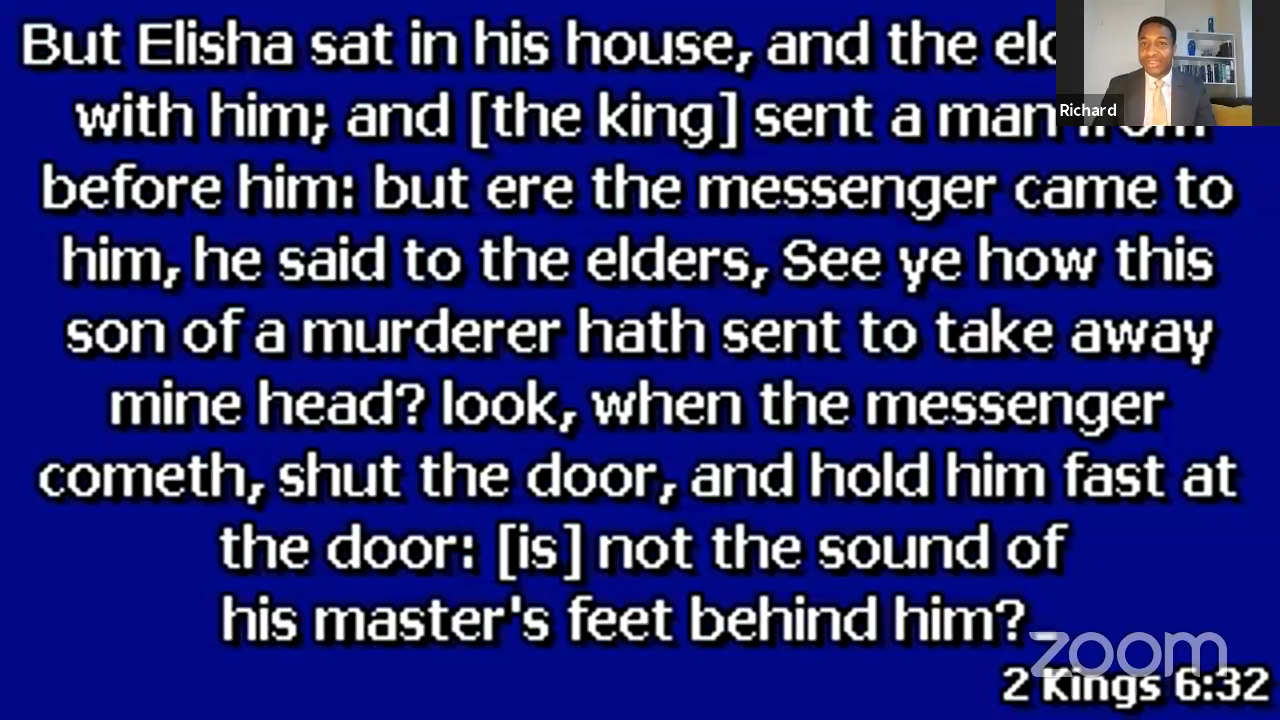 But Elisha sat in his house, and the
with him; and [the king] sent a man from
before him: but ere the messenger came to
him, he said to the elders, See ye how this
son of a murderer hath sent to take away
mine head? look, when the messenger
cometh, shut the door, and hold him fast at
the door: [is] not the sound of
his master's feet behind him?
2 Kings 6:32
Richard
zoom